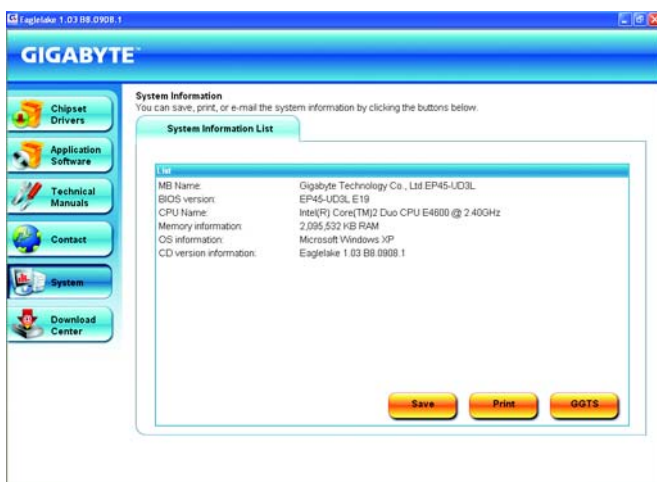 Eaglelake 1.03 B8.0908.1
GIGABYTE™
Chipset
Drivers
Application
Software
Technical
Manuals
Contact
System
Download
Center
System Information
You can save, print, or e-mail the system information by clicking the buttons below.
System Information List
List
MB Name: Gigabyte Technology Co., Ltd.EP45-UD3L
BIOS version: EP45-UD3L E19
CPU Name: Intel(R) Core(TM)2 Duo CPU E4600 @ 2.40GHz
Memory information: 2,095,532 KB RAM
OS information: Microsoft Windows XP
CD version information: Eaglelake 1.03 B8.0908.1
Save Print GGTS